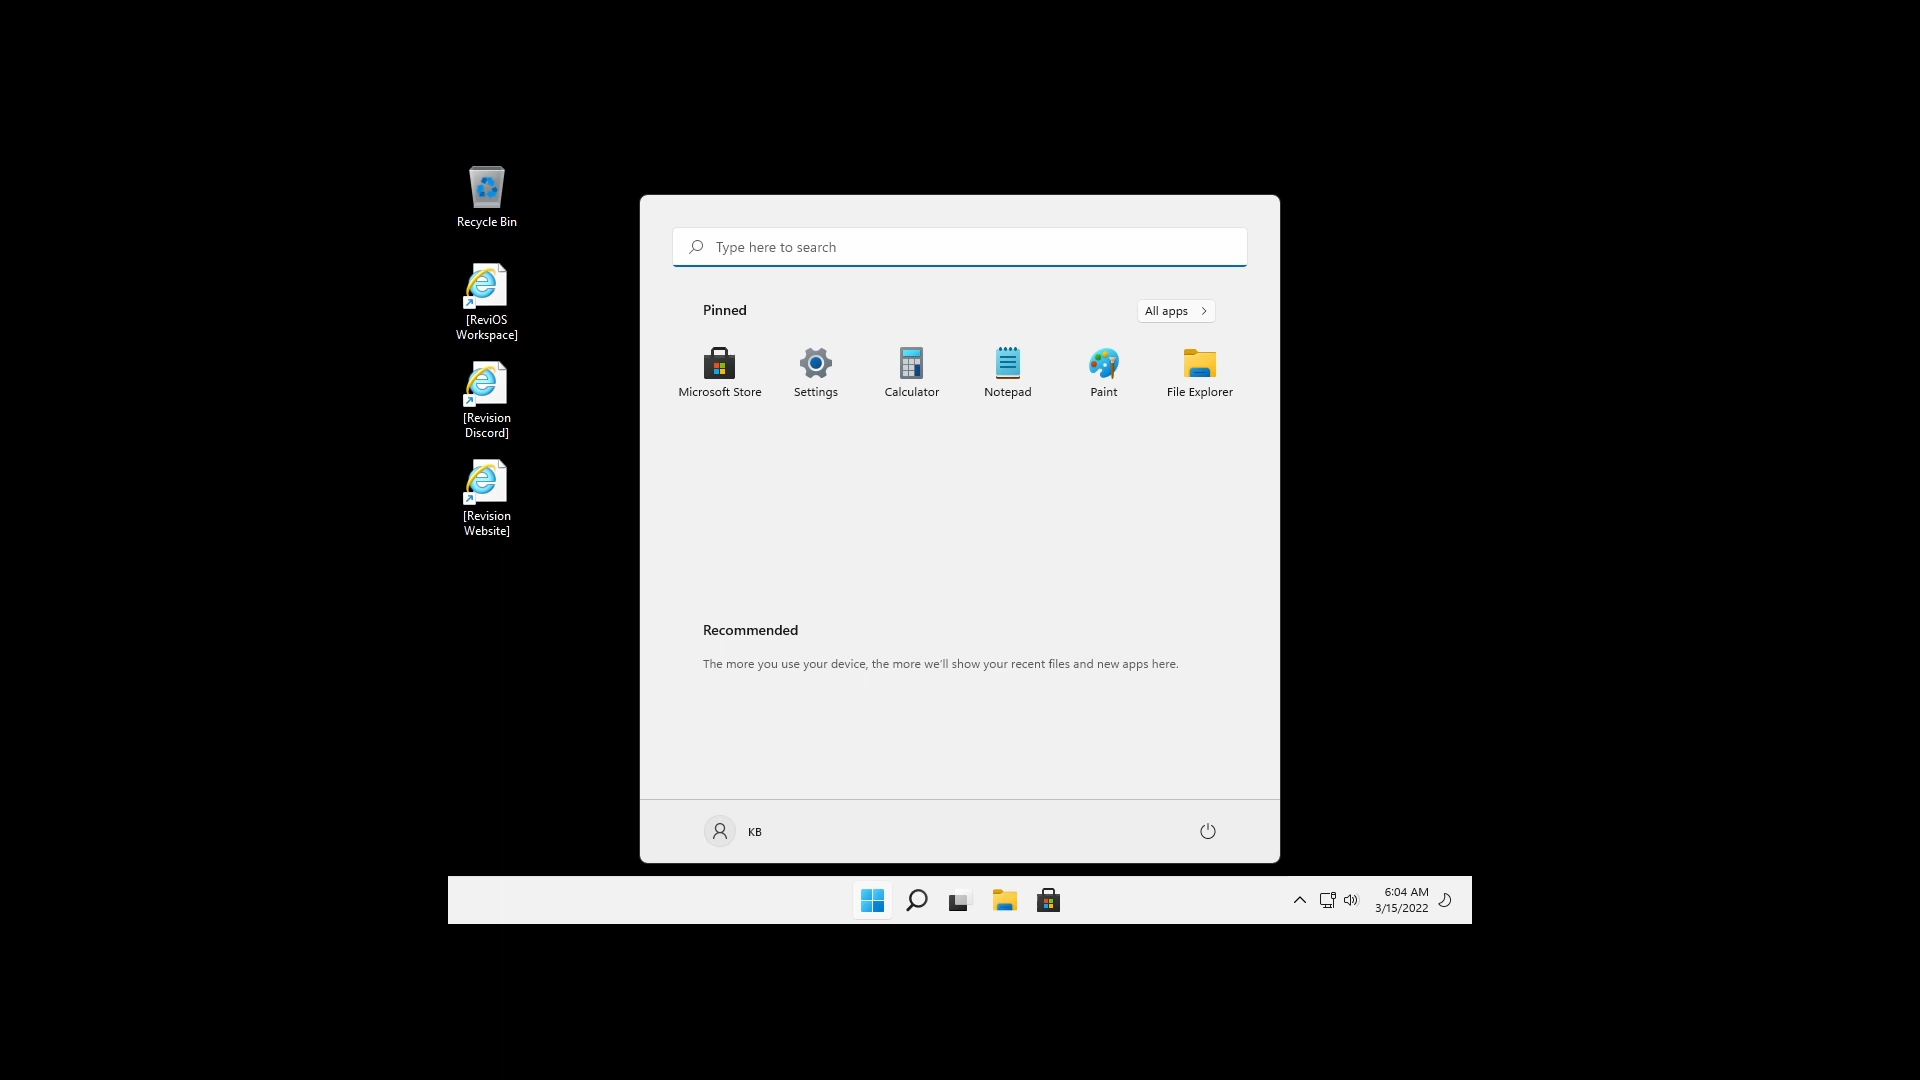 Recycle Bin
[ReviOS
Workspace]
[Revision
Discord]
[Revision
Website]
Type here to search
Pinned
All apps
Microsoft Store
Settings
Calculator
Notepad
Paint
File Explorer
Recommended
The more you use your device, the more we'll show your recent files and new apps here.
KB
6:04 AM
3/15/2022